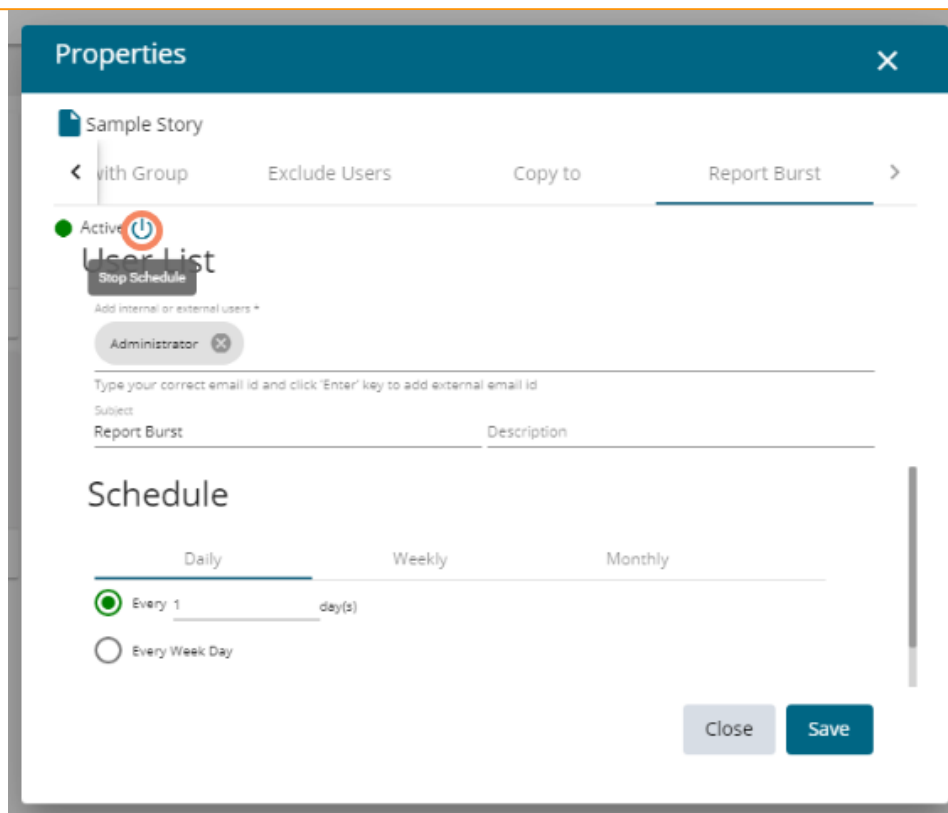 Properties
Sample Story
with Group Exclude Users Copy to Report Burst
Active
User List
Stop Schedule
Add internal or external users *
Administrator
Type your correct email id and click 'Enter' key to add external email id
Subject
Report Burst Description
Schedule
Daily Weekly Monthly
Every 1 day(s)
Every Week Day
Close Save